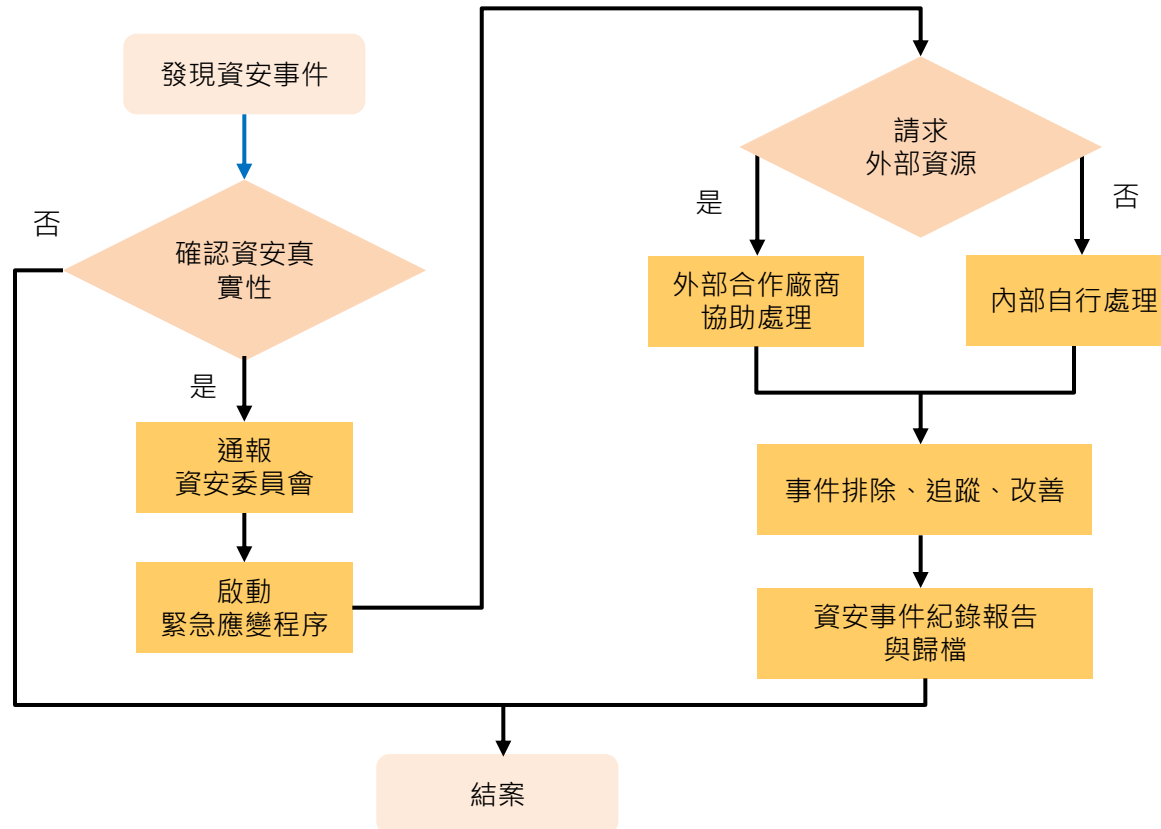 發現資安事件
否
確認資安真
實性
是
通報
資安委員會
啟動
緊急應變程序
請求
外部資源
是
否
外部合作廠商
協助處理
內部自行處理
事件排除、追蹤、改善
資安事件紀錄報告
與歸檔
結案